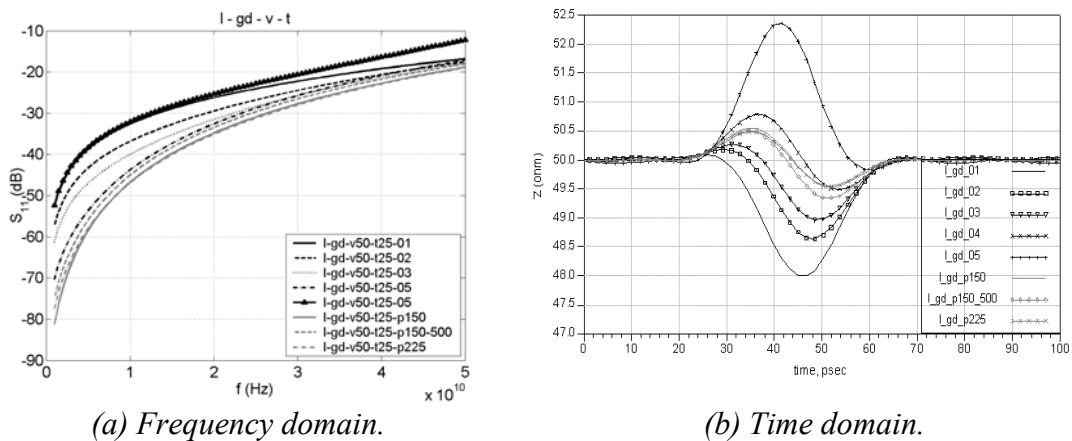 l - gd - v - t
-10
-20
-30
-40
-50
-60
-70
-80
-90
S11 (dB)
l-gd-v50-t25-01
l-gd-v50-t25-02
l-gd-v50-t25-03
l-gd-v50-t25-05
l-gd-v50-t25-05
l-gd-v50-t25-p150
l-gd-v50-t25-p150-500
l-gd-v50-t25-p225
0 1 2 3 4 5
f (Hz)
x 10^10
(a) Frequency domain.
52.5
52.0
51.5
51.0
50.5
50.0
49.5
49.0
48.5
48.0
47.5
47.0
Z (ohm)
l_gd_01
l_gd_02
l_gd_03
l_gd_04
l_gd_05
l_gd_p150
l_gd_p150_500
l_gd_p225
0 10 20 30 40 50 60 70 80 90 100
time, psec
(b) Time domain.